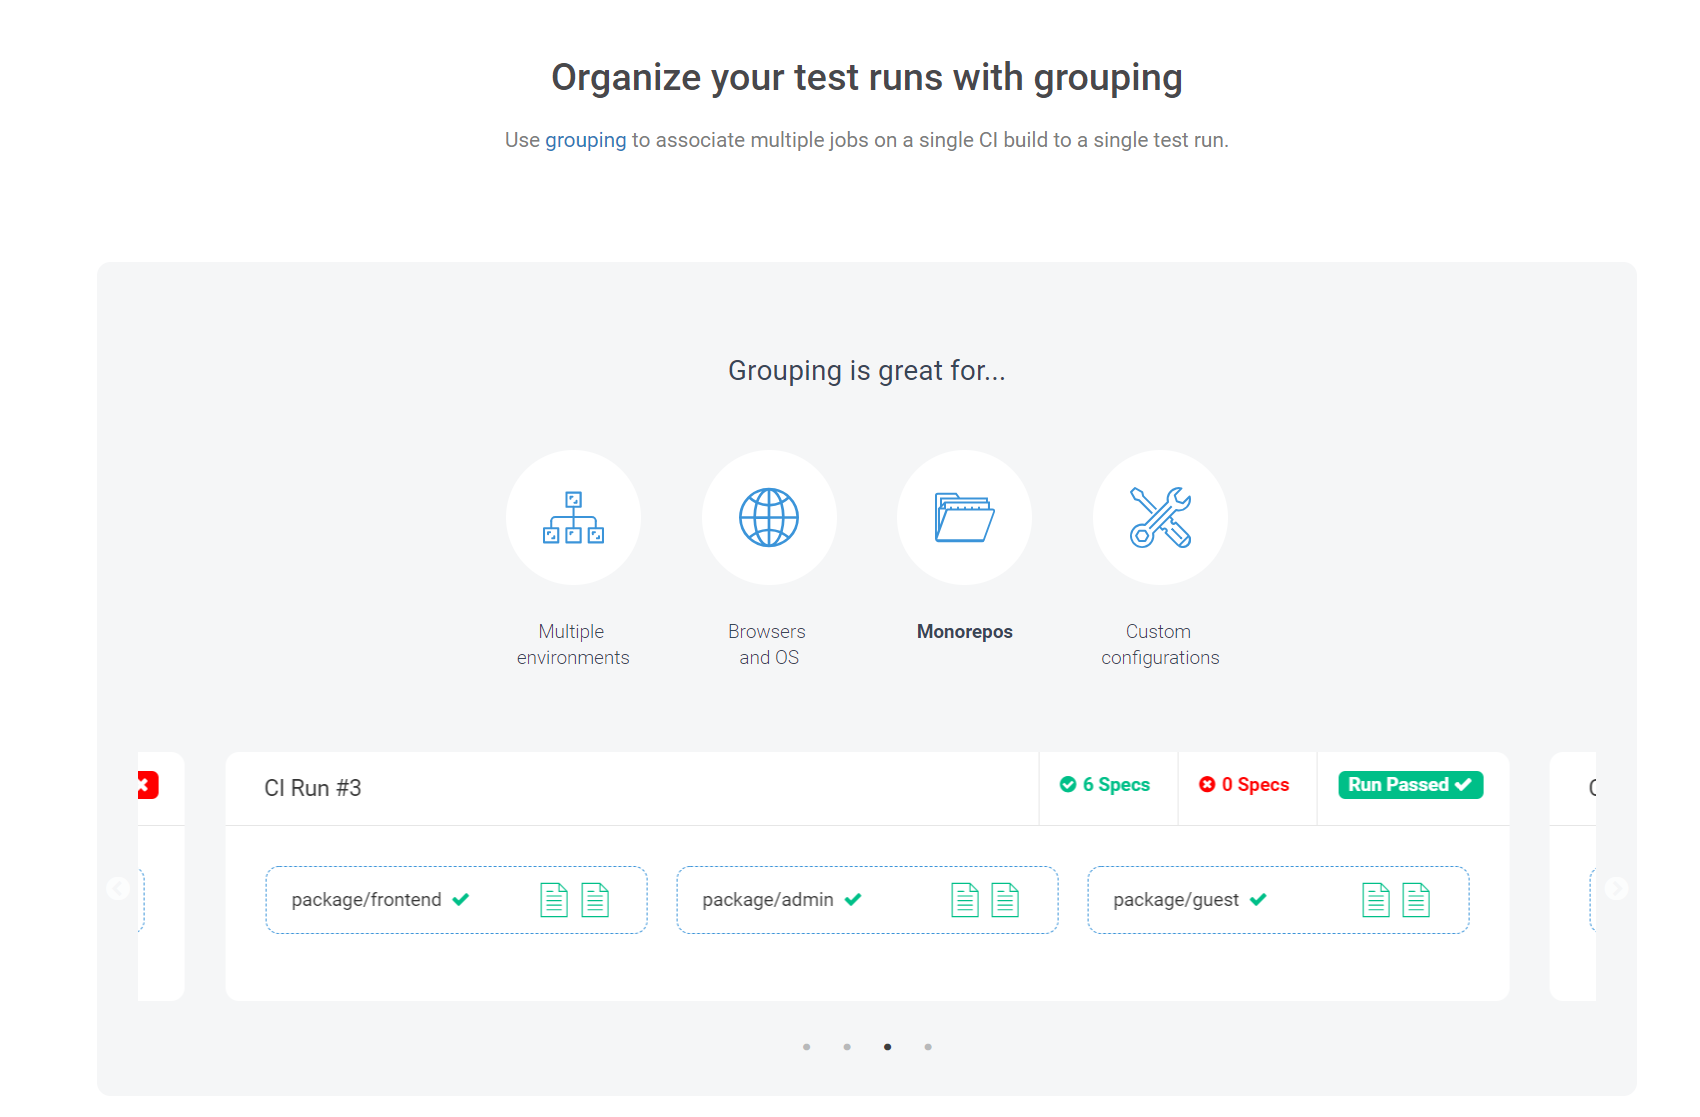 Organize your test runs with grouping
Use grouping to associate multiple jobs on a single CI build to a single test run.
Grouping is great for...
Multiple
environments
Browsers
and OS
Monorepos
Custom
configurations
CI Run #3
6 Specs
0 Specs
Run Passed
package/frontend
package/admin
package/guest